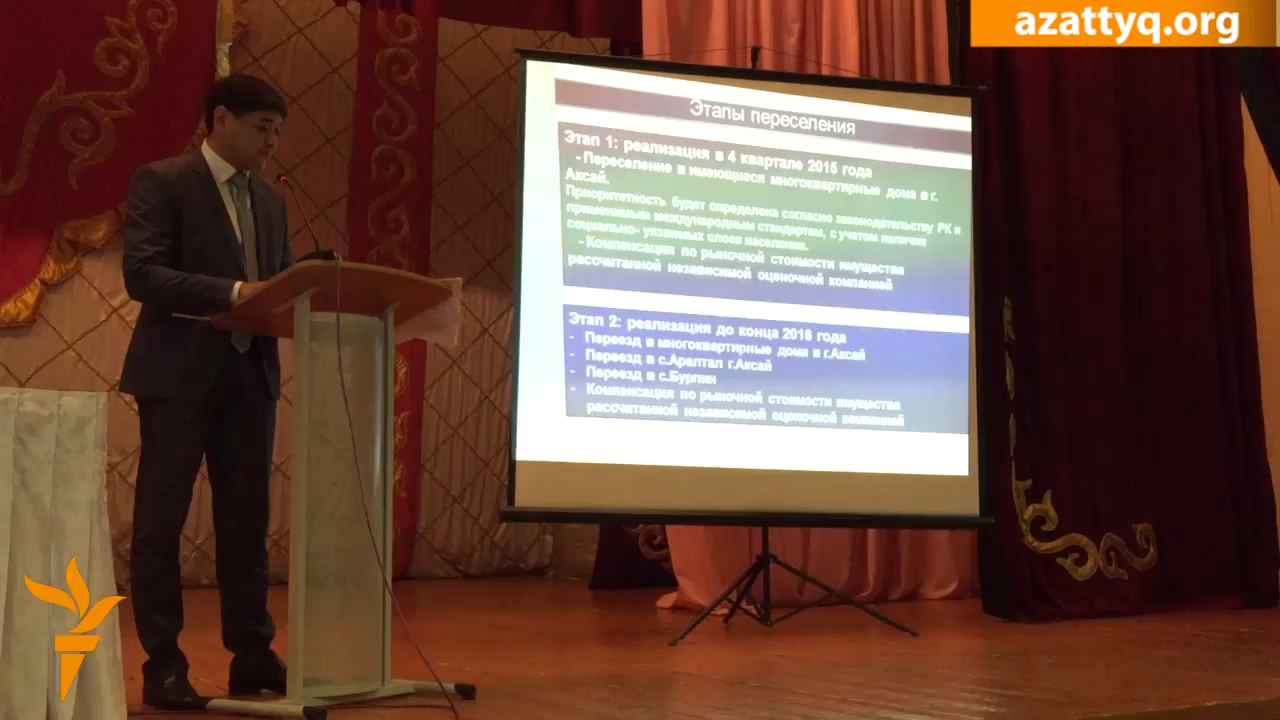 azattyq.org
Этапы переселения
Этап 1: реализация в 4 квартале 2015 года
- Переселение в имеющиеся многоквартирные дома в г.
Аксай.
Приоритетность будет определена согласно законодательству РК и
применимым международным стандартам, с учетом наличия
социально- уязвимых слоев населения.
- Компенсация по рыночной стоимости имущества
рассчитанной независимой оценочной компанией
Этап 2: реализация до конца 2016 года
- Переезд в многоквартирные дома в г.Аксай
- Переезд в с.Аралтал г.Аксай
- Переезд в с.Бурлин
- Компенсация по рыночной стоимости имущества
рассчитанной независимой оценочной компанией